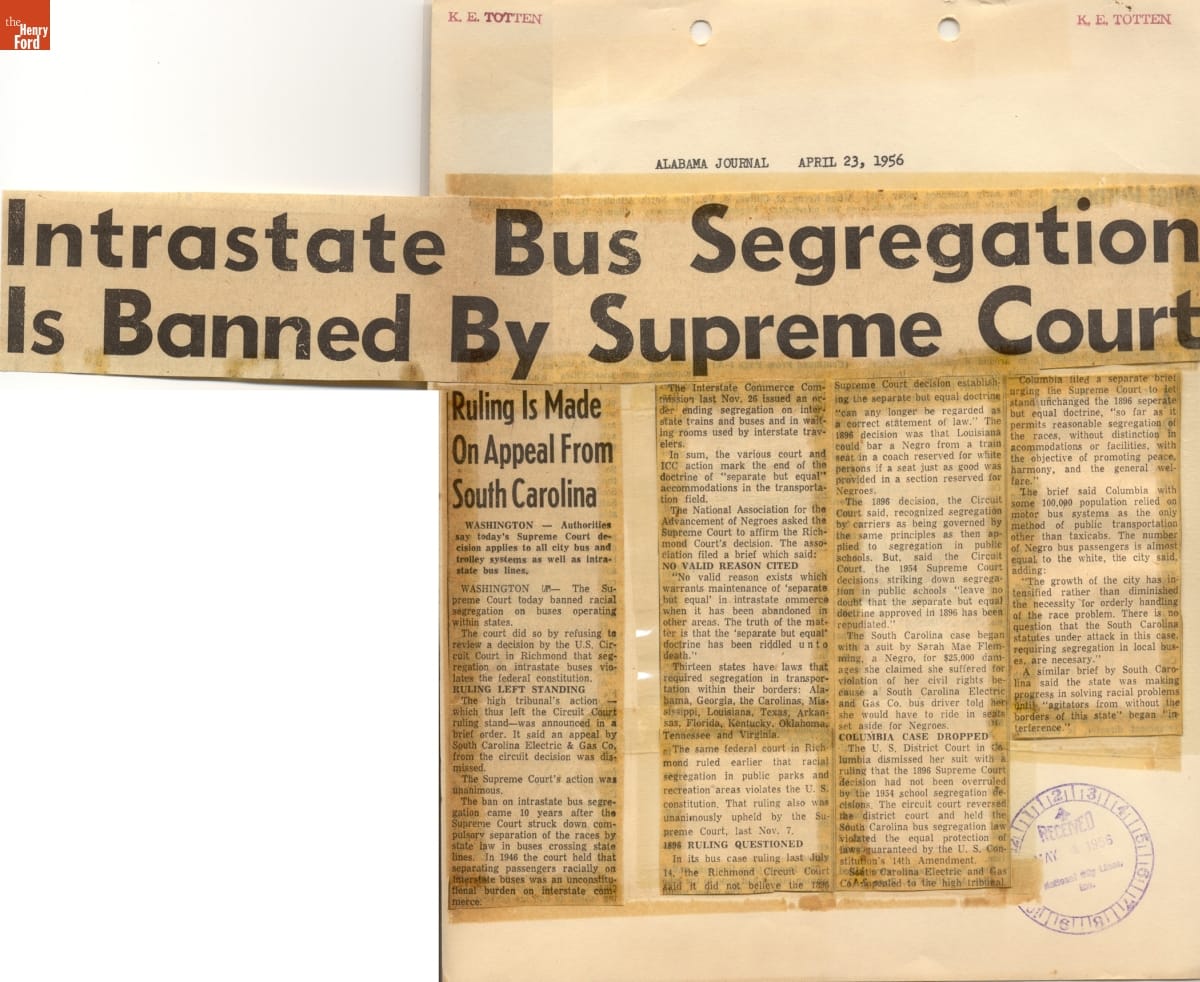 the
Henry
Ford
K. E. TOTTEN
K. E. TOTTEN
ALABAMA JOURNAL APRIL 23, 1956
Intrastate Bus Segregation
Is Banned By Supreme Court
Ruling Is Made
On Appeal From
South Carolina
WASHINGTON — Authorities
say today's Supreme Court de-
cision applies to all city bus and
trolley systems as well as intra-
state bus lines.
WASHINGTON (AP)— The Su-
preme Court today banned racial
segregation on buses operating
within states.
The court did so by refusing to
review a decision by the U.S. Cir-
cuit Court in Richmond that seg-
regation on intrastate buses vio-
lates the federal constitution.
RULING LEFT STANDING
The high tribunal's action —
which thus left the Circuit Court
ruling stand—was announced in a
brief order. It said an appeal by
South Carolina Electric & Gas Co,
from the circuit decision was dis-
missed.
The Supreme Court's action was
unanimous.
The ban on intrastate bus segre-
gation came 10 years after the
Supreme Court struck down com-
pulsory separation of the races by
state law in buses crossing state
lines. In 1946 the court held that
separating passengers racially on
interstate buses was an unconstitu-
tional burden on interstate com-
merce.
The Interstate Commerce Com-
mission last Nov. 26 issued an or-
der ending segregation on inter-
state trains and buses and in wait-
ing rooms used by interstate trav-
elers.
In sum, the various court and
ICC action mark the end of the
doctrine of "separate but equal"
accommodations in the transporta-
tion field.
The National Association for the
Advancement of Negroes asked the
Supreme Court to affirm the Rich-
mond Court's decision. The asso-
ciation filed a brief which said:
NO VALID REASON CITED
"No valid reason exists which
warrants maintenance of 'separate
but equal' in intrastate ommerce
when it has been abandoned in
other areas. The truth of the mat-
ter is that the 'separate but equal'
doctrine has been riddled unto
death."
Thirteen states have laws that
required segregation in transpor-
tation within their borders: Ala-
bama, Georgia, the Carolinas, Mis-
sissippi, Louisiana, Texas, Arkan-
sas, Florida, Kentucky, Oklahoma,
Tennessee and Virginia.
The same federal court in Rich-
mond ruled earlier that racial
segregation in public parks and
recreation areas violates the U. S.
constitution. That ruling also was
unanimously upheld by the Su-
preme Court, last Nov. 7.
1896 RULING QUESTIONED
In its bus case ruling last July
14, the Richmond Circuit Court
said it did not believe the 1896
Supreme Court decision establish-
ing the separate but equal doctrine
"can any longer be regarded as
a correct statement of law." The
1896 decision was that Louisiana
could bar a Negro from a train
seat in a coach reserved for white
persons if a seat just as good was
provided in a section reserved for
Negroes.
The 1896 decision, the Circuit
Court said, recognized segregation
by carriers as being governed by
the same principles as then ap-
plied to segregation in public
schools. But, said the Circuit
Court, the 1954 Supreme Court
decisions striking down segrega-
tion in public schools "leave no
doubt that the separate but equal
doctrine approved in 1896 has been
repudiated."
The South Carolina case began
with a suit by Sarah Mae Flem-
ming, a Negro, for $25,000 dam-
ages she claimed she suffered for
violation of her civil rights be-
cause a South Carolina Electric
and Gas Co. bus driver told her
she would have to ride in seats
set aside for Negroes.
COLUMBIA CASE DROPPED
The U. S. District Court in Co-
lumbia dismissed her suit with a
ruling that the 1896 Supreme Court
decision had not been overruled
by the 1954 school segregation de-
cisions. The circuit court reversed
the district court and held the
South Carolina bus segregation law
violated the equal protection of
laws guaranteed by the U. S. Con-
stitution's 14th Amendment.
South Carolina Electric and Gas
Co. appealed to the high tribunal
Columbia filed a separate brief
urging the Supreme Court to let
stand unchanged the 1896 seperate
but equal doctrine, "so far as it
permits reasonable segregation of
the races, without distinction in
acommodations or facilities, with
the objective of promoting peace,
harmony, and the general wel-
fare."
The brief said Columbia with
some 100,000 population relied on
motor bus systems as the only
method of public transportation
other than taxicabs. The number
of Negro bus passengers is almost
equal to the white, the city said,
adding:
"The growth of the city has in-
tensified rather than diminished
the necessity for orderly handling
of the race problem. There is no
question that the South Carolina
statutes under attack in this case,
requiring segregation in local bus-
es, are necesary."
A similar brief by South Caro-
lina said the state was making
progress in solving racial problems
until "agitators from without the
borders of this state" began "in-
terference."
RECEIVED
MAY 1956
National City Lines,
Inc.